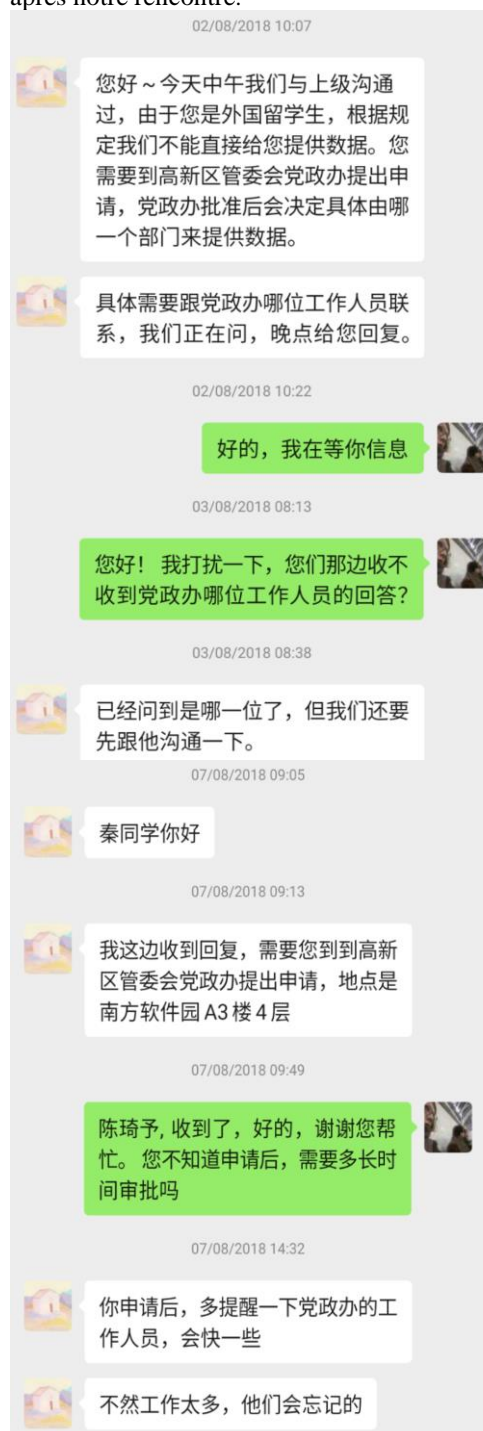 après notre rencontre.
02/08/2018 10:07
您好~今天中午我们与上级沟通
过，由于您是外国留学生，根据规
定我们不能直接给您提供数据。您
需要到高新区管委会党政办提出申
请，党政办批准后会决定具体由哪
一个部门来提供数据。
具体需要跟党政办哪位工作人员联
系，我们正在问，晚点给您回复。
02/08/2018 10:22
好的，我在等你信息
03/08/2018 08:13
您好！ 我打扰一下，您们那边收不
收到党政办哪位工作人员的回答？
03/08/2018 08:38
已经问到是哪一位了，但我们还要
先跟他沟通一下。
07/08/2018 09:05
秦同学你好
07/08/2018 09:13
我这边收到回复，需要您到到高新
区管委会党政办提出申请，地点是
南方软件园 A3 楼 4 层
07/08/2018 09:49
陈琦予, 收到了，好的，谢谢您帮
忙。 您不知道申请后，需要多长时
间审批吗
07/08/2018 14:32
你申请后，多提醒一下党政办的工
作人员，会快一些
不然工作太多，他们会忘记的